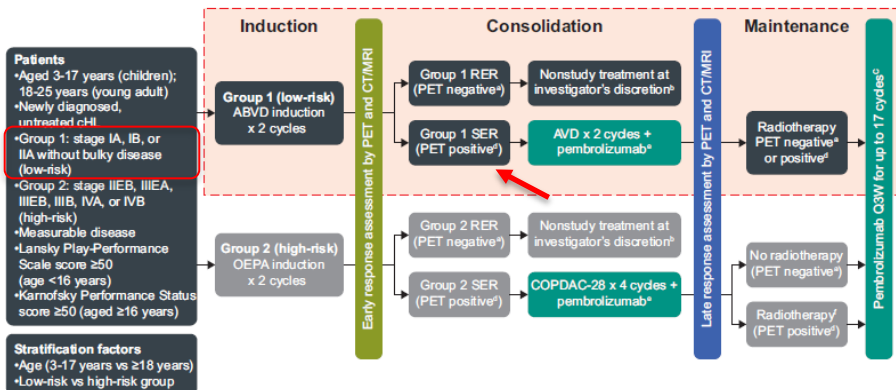 Induction
Consolidation
Maintenance
Patients
•Aged 3-17 years (children);
18-25 years (young adult)
•Newly diagnosed,
untreated cHL
•Group 1: stage IA, IB, or
IIA without bulky disease
(low-risk)
•Group 2: stage IIEB, IIIEA,
IIIEB, IIIB, IVA, or IVB
(high-risk)
•Measurable disease
•Lansky Play-Performance
Scale score ≥50
(age <16 years)
•Karnofsky Performance Status
score ≥50 (aged ≥16 years)
Stratification factors
•Age (3-17 years vs ≥18 years)
•Low-risk vs high-risk group
Group 1 (low-risk)
ABVD induction
x 2 cycles
Group 2 (high-risk)
OEPA induction
x 2 cycles
Early response assessment by PET and CT/MRI
Group 1 RER
(PET negativeᵃ)
Nonstudy treatment at
investigator's discretionᵇ
Group 1 SER
(PET positiveᵈ)
AVD x 2 cycles +
pembrolizumabᵉ
Group 2 RER
(PET negativeᵃ)
Nonstudy treatment at
investigator's discretionᵇ
Group 2 SER
(PET positiveᵈ)
COPDAC-28 x 4 cycles +
pembrolizumabᵉ
Late response assessment by PET and CT/MRI
Radiotherapy
PET negativeᵃ
or positiveᵈ
No radiotherapy
(PET negativeᵃ)
Radiotherapyᶠ
(PET positiveᵈ)
Pembrolizumab Q3W for up to 17 cyclesᶜ